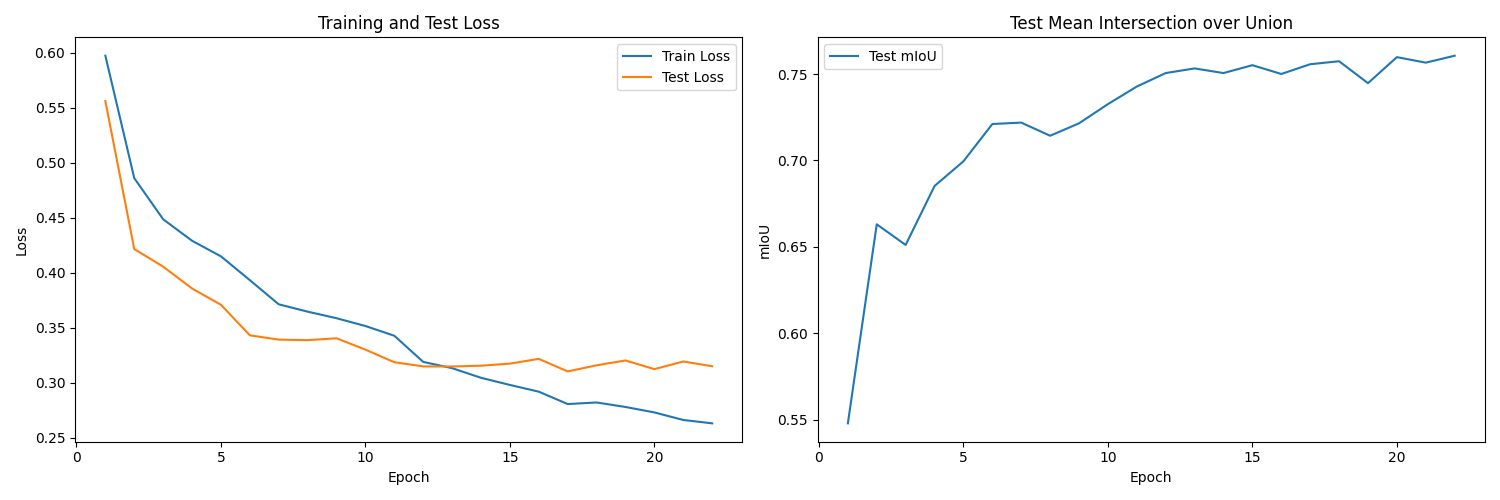 Training and Test Loss
Train Loss
Test Loss
0.60
0.55
0.50
0.45
0.40
0.35
0.30
0.25
Loss
0
5
10
15
20
Epoch
Test Mean Intersection over Union
Test mIoU
0.75
0.70
0.65
0.60
0.55
mIoU
0
5
10
15
20
Epoch